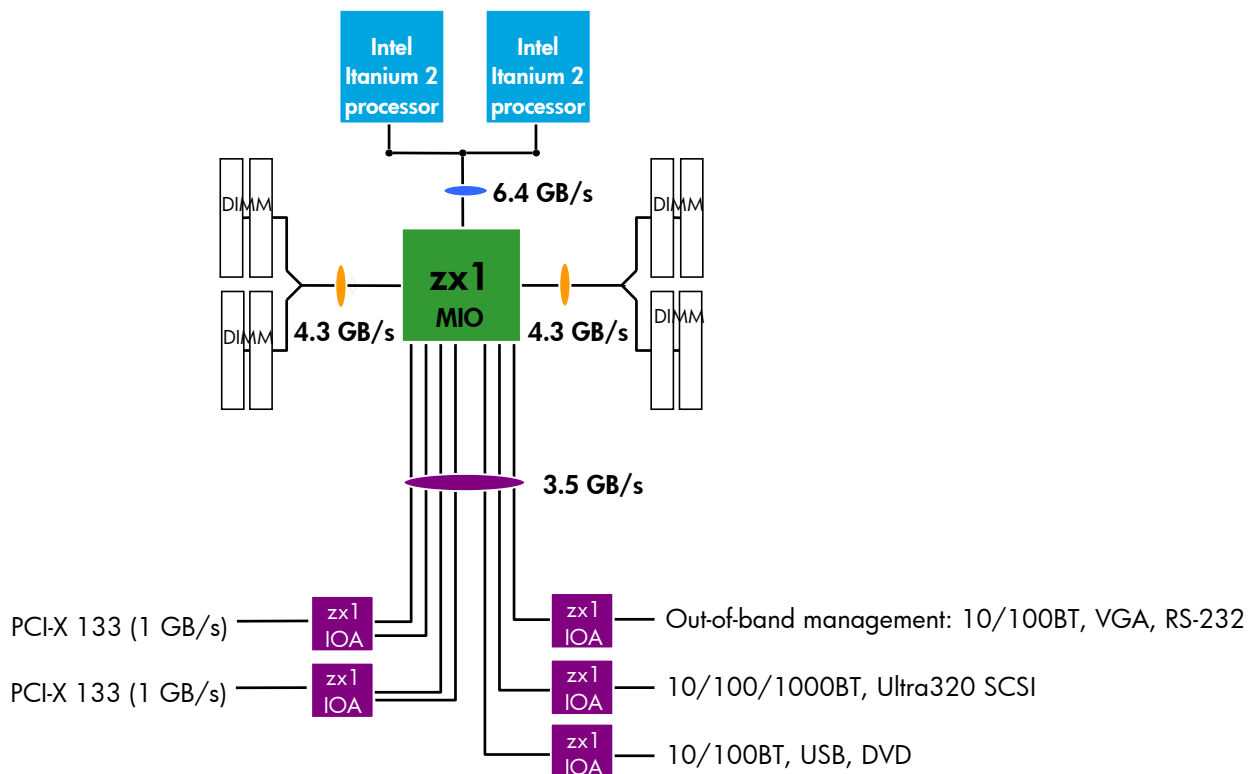 Intel
Itanium 2
processor
Intel
Itanium 2
processor
6.4 GB/s
DIMM
DIMM
zx1
MIO
4.3 GB/s
4.3 GB/s
DIMM
DIMM
3.5 GB/s
PCI-X 133 (1 GB/s)
zx1
IOA
zx1
IOA
Out-of-band management: 10/100BT, VGA, RS-232
PCI-X 133 (1 GB/s)
zx1
IOA
zx1
IOA
10/100/1000BT, Ultra320 SCSI
zx1
IOA
10/100BT, USB, DVD